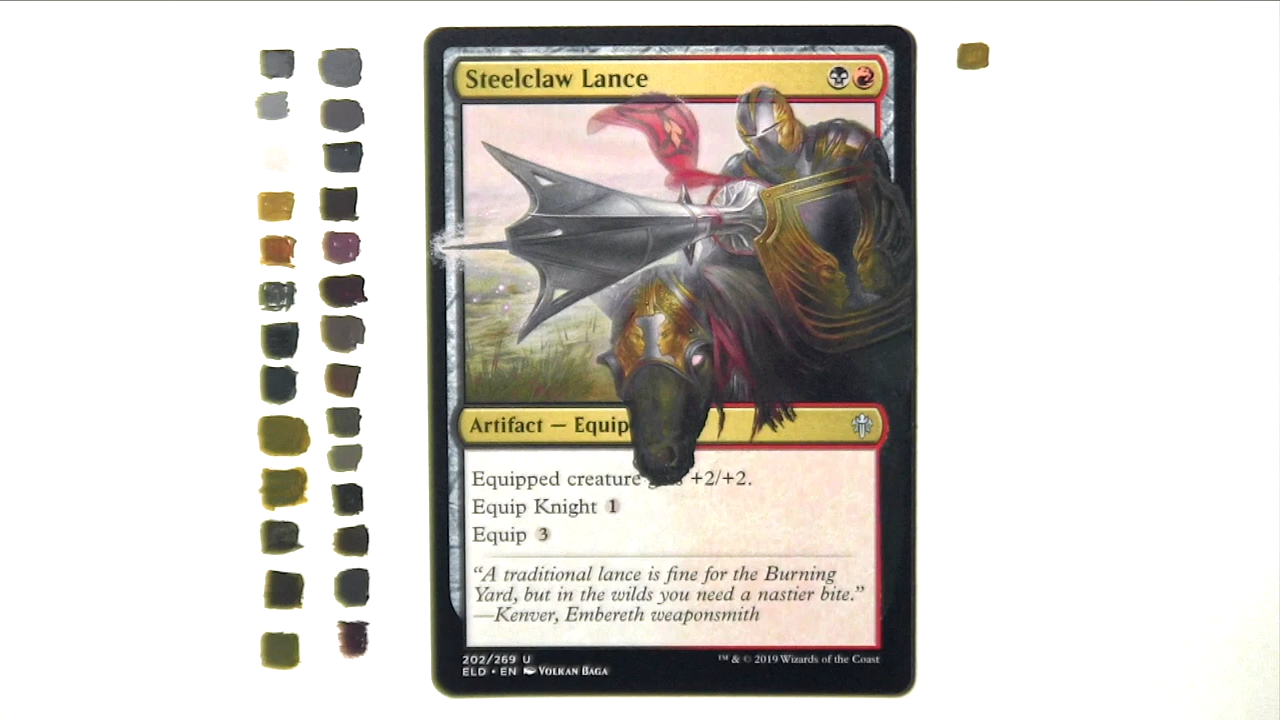 Steelclaw Lance
Artifact — Equip
Equipped creature +2/+2.
Equip Knight 1
Equip 3
“A traditional lance is fine for the Burning
Yard, but in the wilds you need a nastier bite.”
—Kenver, Embereth weaponsmith
202/269 U
ELD • EN VOLKAN BAGA
™ & © 2019 Wizards of the Coast